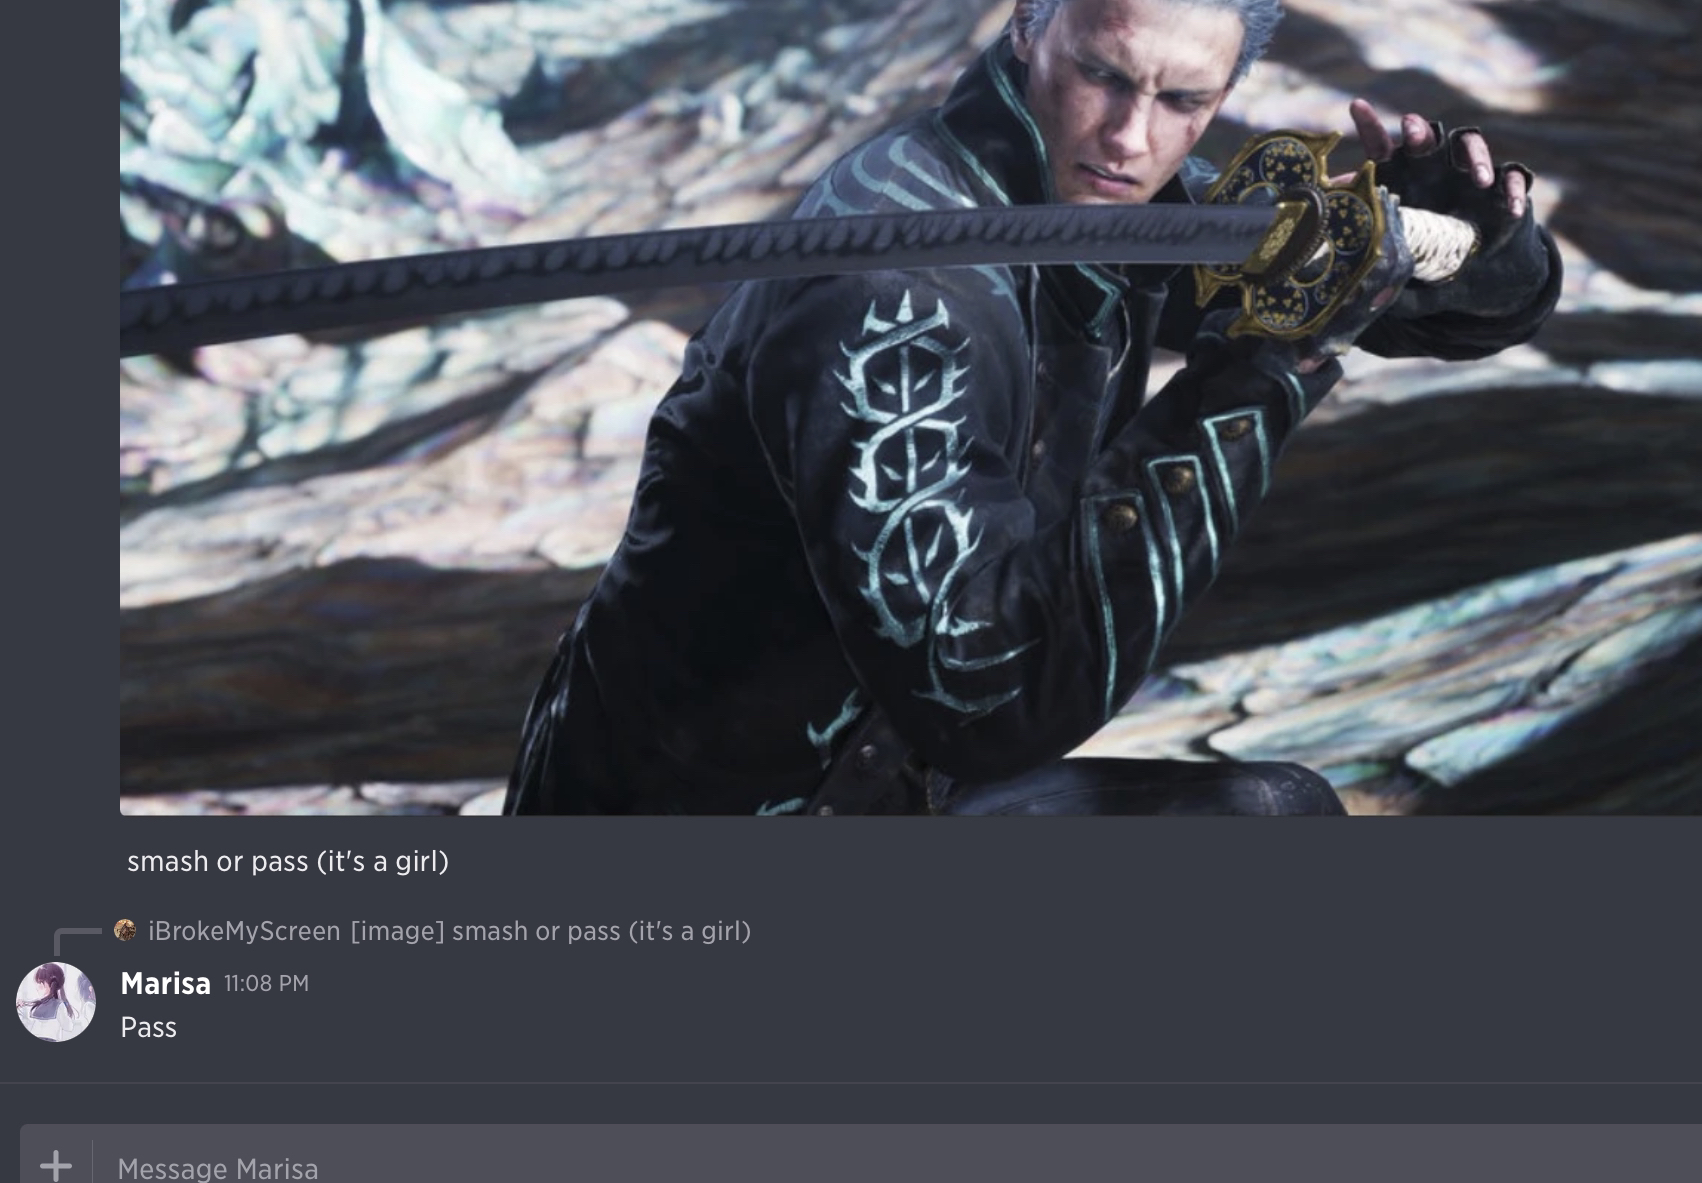 smash or pass (it's a girl)
iBrokeMyScreen [image] smash or pass (it's a girl)
Marisa 11:08 PM
Pass
Message Marisa